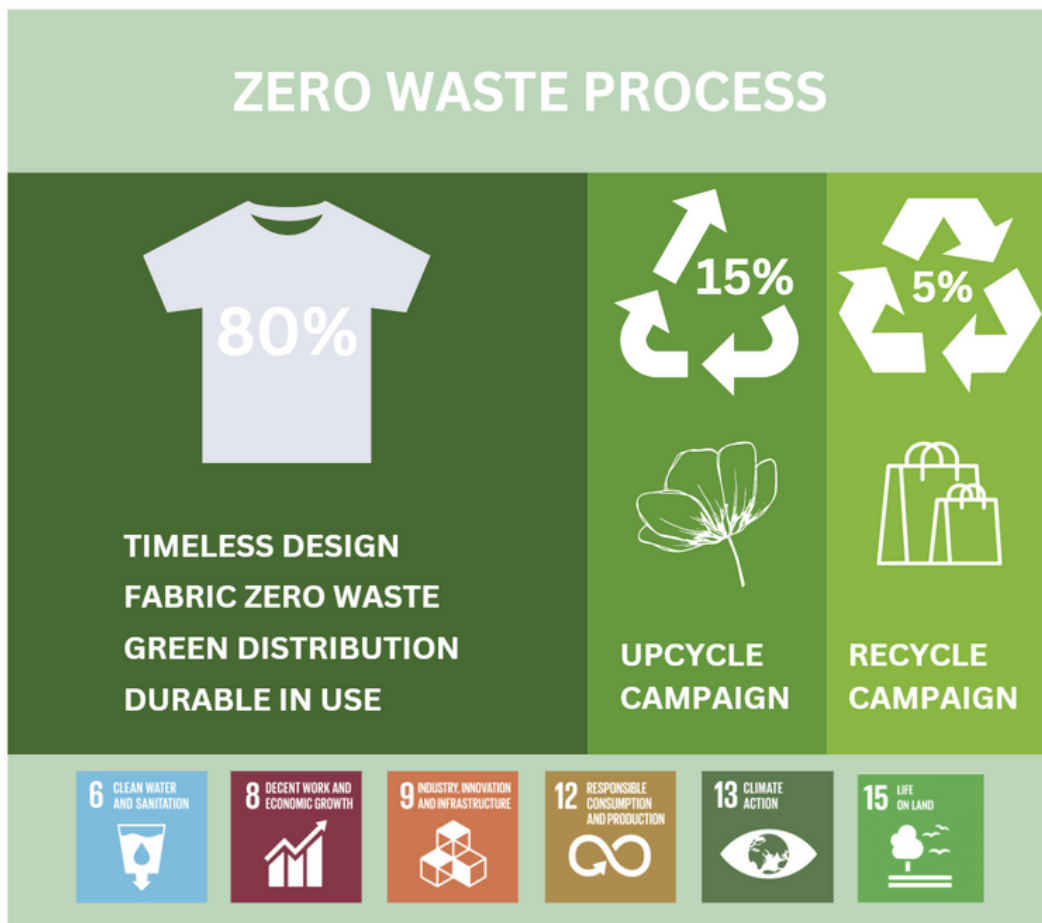 ZERO WASTE PROCESS
80%
TIMELESS DESIGN
FABRIC ZERO WASTE
GREEN DISTRIBUTION
DURABLE IN USE
15%
UPCYCLE
CAMPAIGN
5%
RECYCLE
CAMPAIGN
6 CLEAN WATER
AND SANITATION
8 DECENT WORK AND
ECONOMIC GROWTH
9 INDUSTRY, INNOVATION
AND INFRASTRUCTURE
12 RESPONSIBLE
CONSUMPTION
AND PRODUCTION
13 CLIMATE
ACTION
15 LIFE
ON LAND